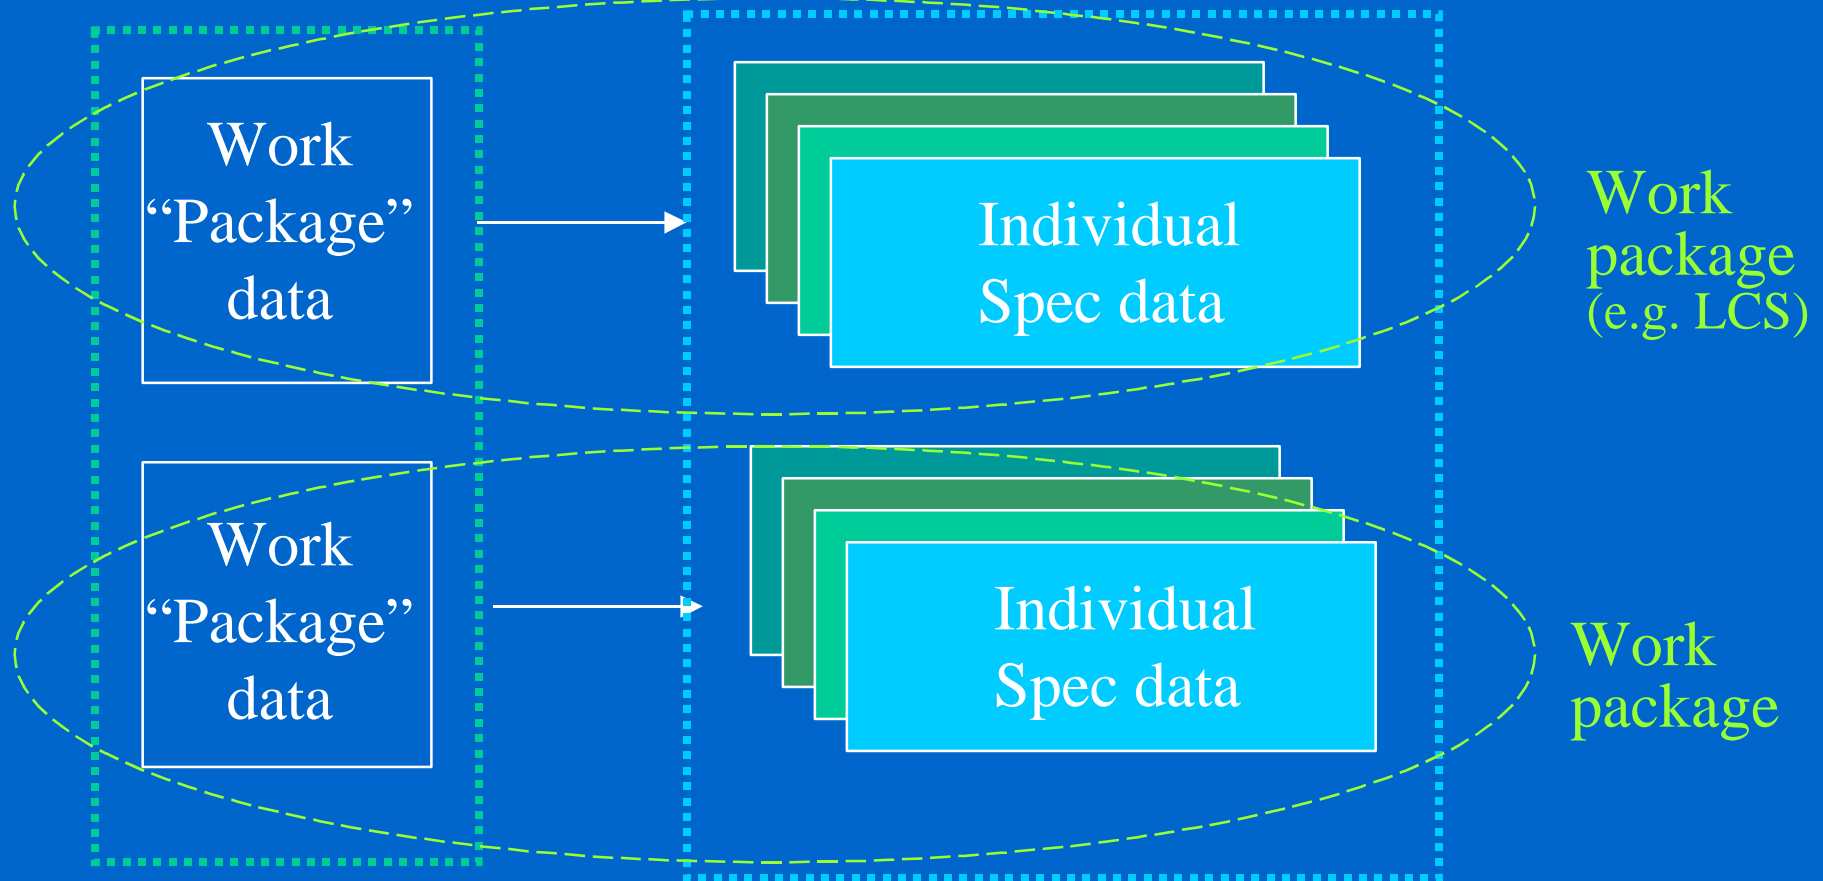 Work
“Package”
data
Individual
Spec data
Work
package
(e.g. LCS)
Work
“Package”
data
Individual
Spec data
Work
package